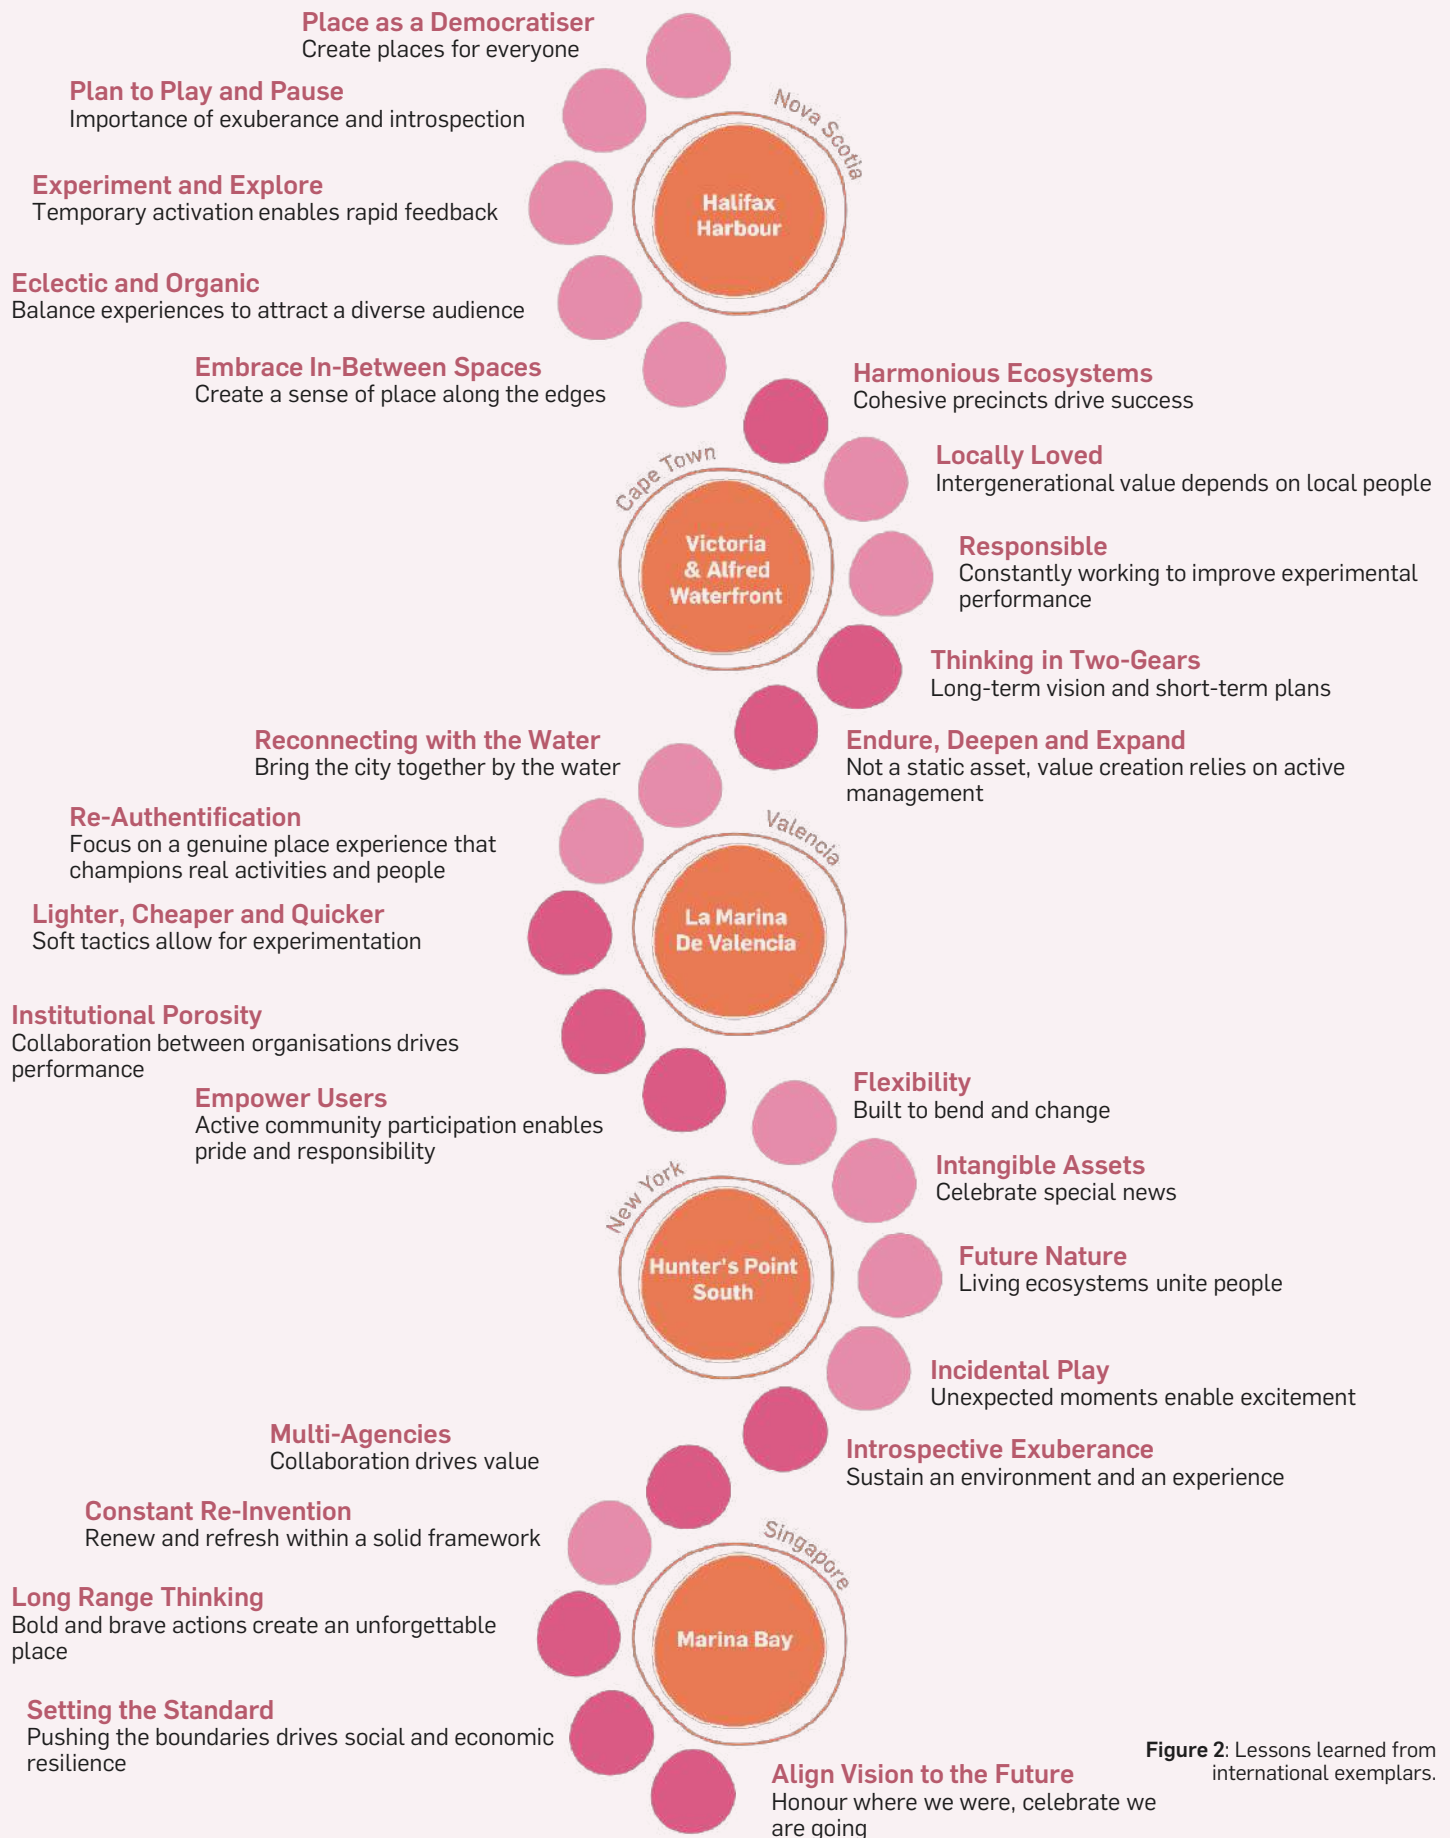 Place as a Democratiser
Create places for everyone
Plan to Play and Pause
Importance of exuberance and introspection
Experiment and Explore
Temporary activation enables rapid feedback
Eclectic and Organic
Balance experiences to attract a diverse audience
Embrace In-Between Spaces
Create a sense of place along the edges
Nova Scotia
Halifax
Harbour
Harmonious Ecosystems
Cohesive precincts drive success
Locally Loved
Intergenerational value depends on local people
Responsible
Constantly working to improve experimental
performance
Thinking in Two-Gears
Long-term vision and short-term plans
Endure, Deepen and Expand
Not a static asset, value creation relies on active
management
Cape Town
Victoria
& Alfred
Waterfront
Reconnecting with the Water
Bring the city together by the water
Re-Authentification
Focus on a genuine place experience that
champions real activities and people
Lighter, Cheaper and Quicker
Soft tactics allow for experimentation
Institutional Porosity
Collaboration between organisations drives
performance
Empower Users
Active community participation enables
pride and responsibility
Valencia
La Marina
De Valencia
Flexibility
Built to bend and change
Intangible Assets
Celebrate special news
Future Nature
Living ecosystems unite people
Incidental Play
Unexpected moments enable excitement
Introspective Exuberance
Sustain an environment and an experience
New York
Hunter's Point
South
Multi-Agencies
Collaboration drives value
Constant Re-Invention
Renew and refresh within a solid framework
Long Range Thinking
Bold and brave actions create an unforgettable
place
Setting the Standard
Pushing the boundaries drives social and economic
resilience
Singapore
Marina Bay
Align Vision to the Future
Honour where we were, celebrate we
are going
Figure 2: Lessons learned from
international exemplars.